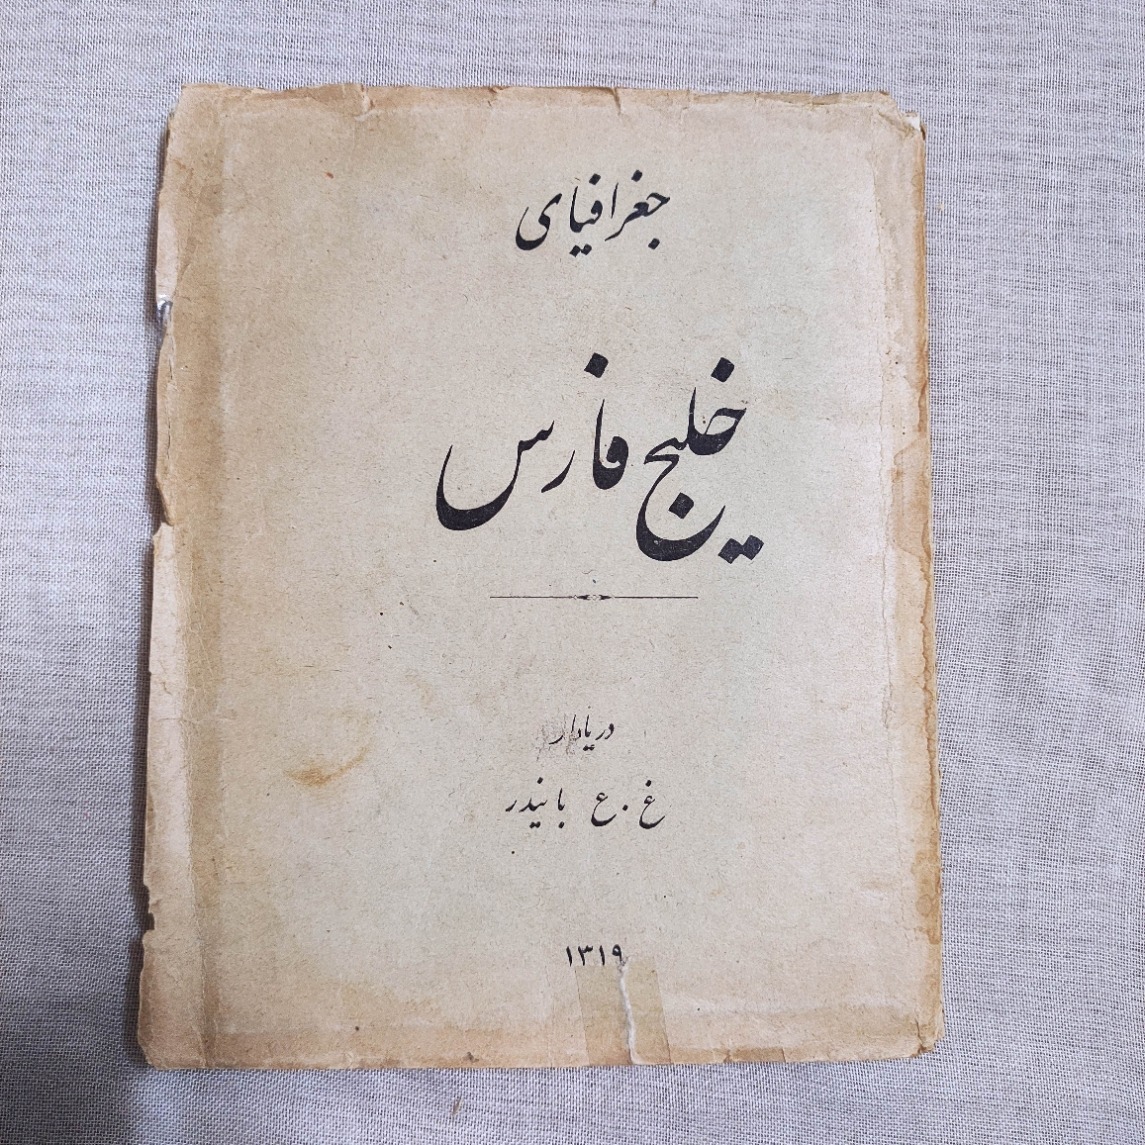 جغرافیای
خلیج فارس
دریادار
غ.ع بایندر
۱۳۱۹